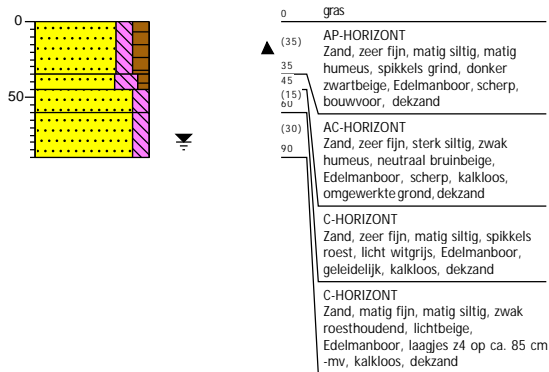 0
50
0
gras
(35)
35
AP-HORIZONT
Zand, zeer fijn, matig siltig, matig
humeus, spikkels grind, donker
zwartbeige, Edelmanboor, scherp,
bouwvoor, dekzand
45
(15)
60
AC-HORIZONT
Zand, zeer fijn, sterk siltig, zwak
humeus, neutraal bruinbeige,
Edelmanboor, scherp, kalkloos,
omgewerkte grond, dekzand
(30)
90
C-HORIZONT
Zand, zeer fijn, matig siltig, spikkels
roest, licht witgrijs, Edelmanboor,
geleidelijk, kalkloos, dekzand
C-HORIZONT
Zand, matig fijn, matig siltig, zwak
roesthoudend, lichtbeige,
Edelmanboor, laagjes z4 op ca. 85 cm
-mv, kalkloos, dekzand